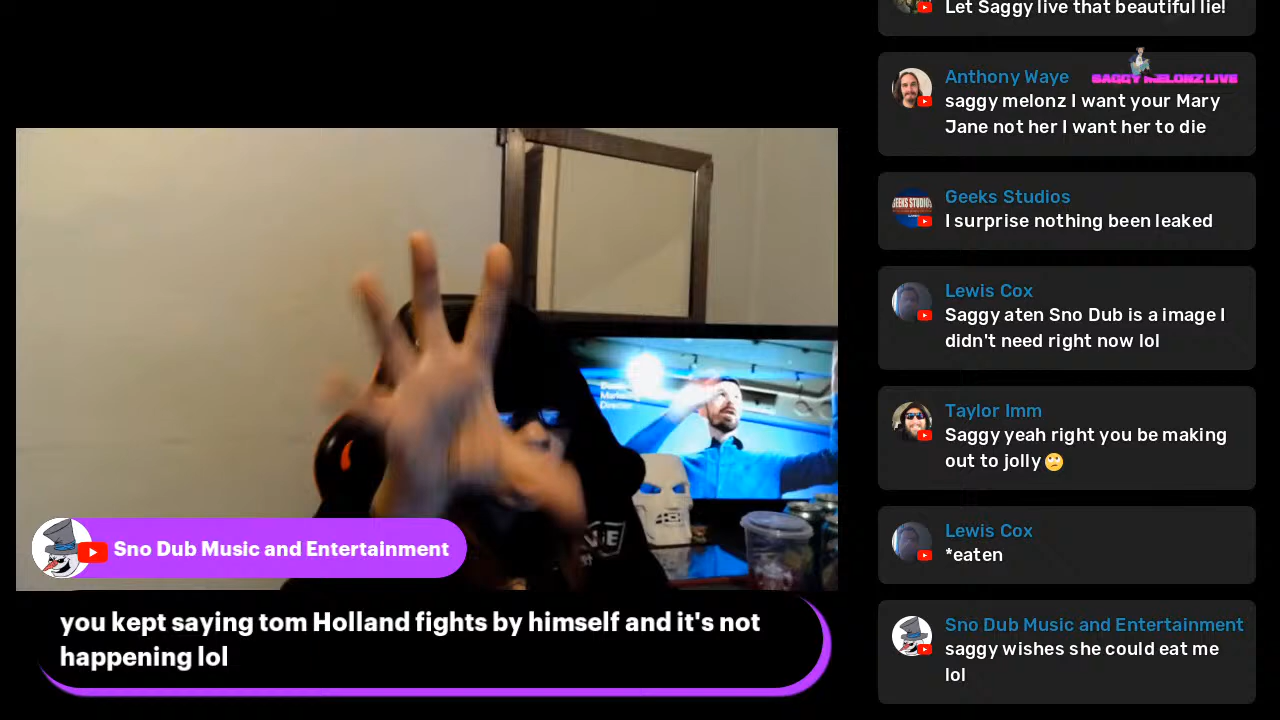 Let Saggy live that beautiful lie!
Anthony Waye
SAGGY MELONZ LIVE
saggy melonz I want your Mary
Jane not her I want her to die
Geeks Studios
I surprise nothing been leaked
Lewis Cox
Saggy aten Sno Dub is a image I
didn't need right now lol
Taylor Imm
Saggy yeah right you be making
out to jolly
Lewis Cox
*eaten
Sno Dub Music and Entertainment
saggy wishes she could eat me
lol
Sno Dub Music and Entertainment
you kept saying tom Holland fights by himself and it's not
happening lol